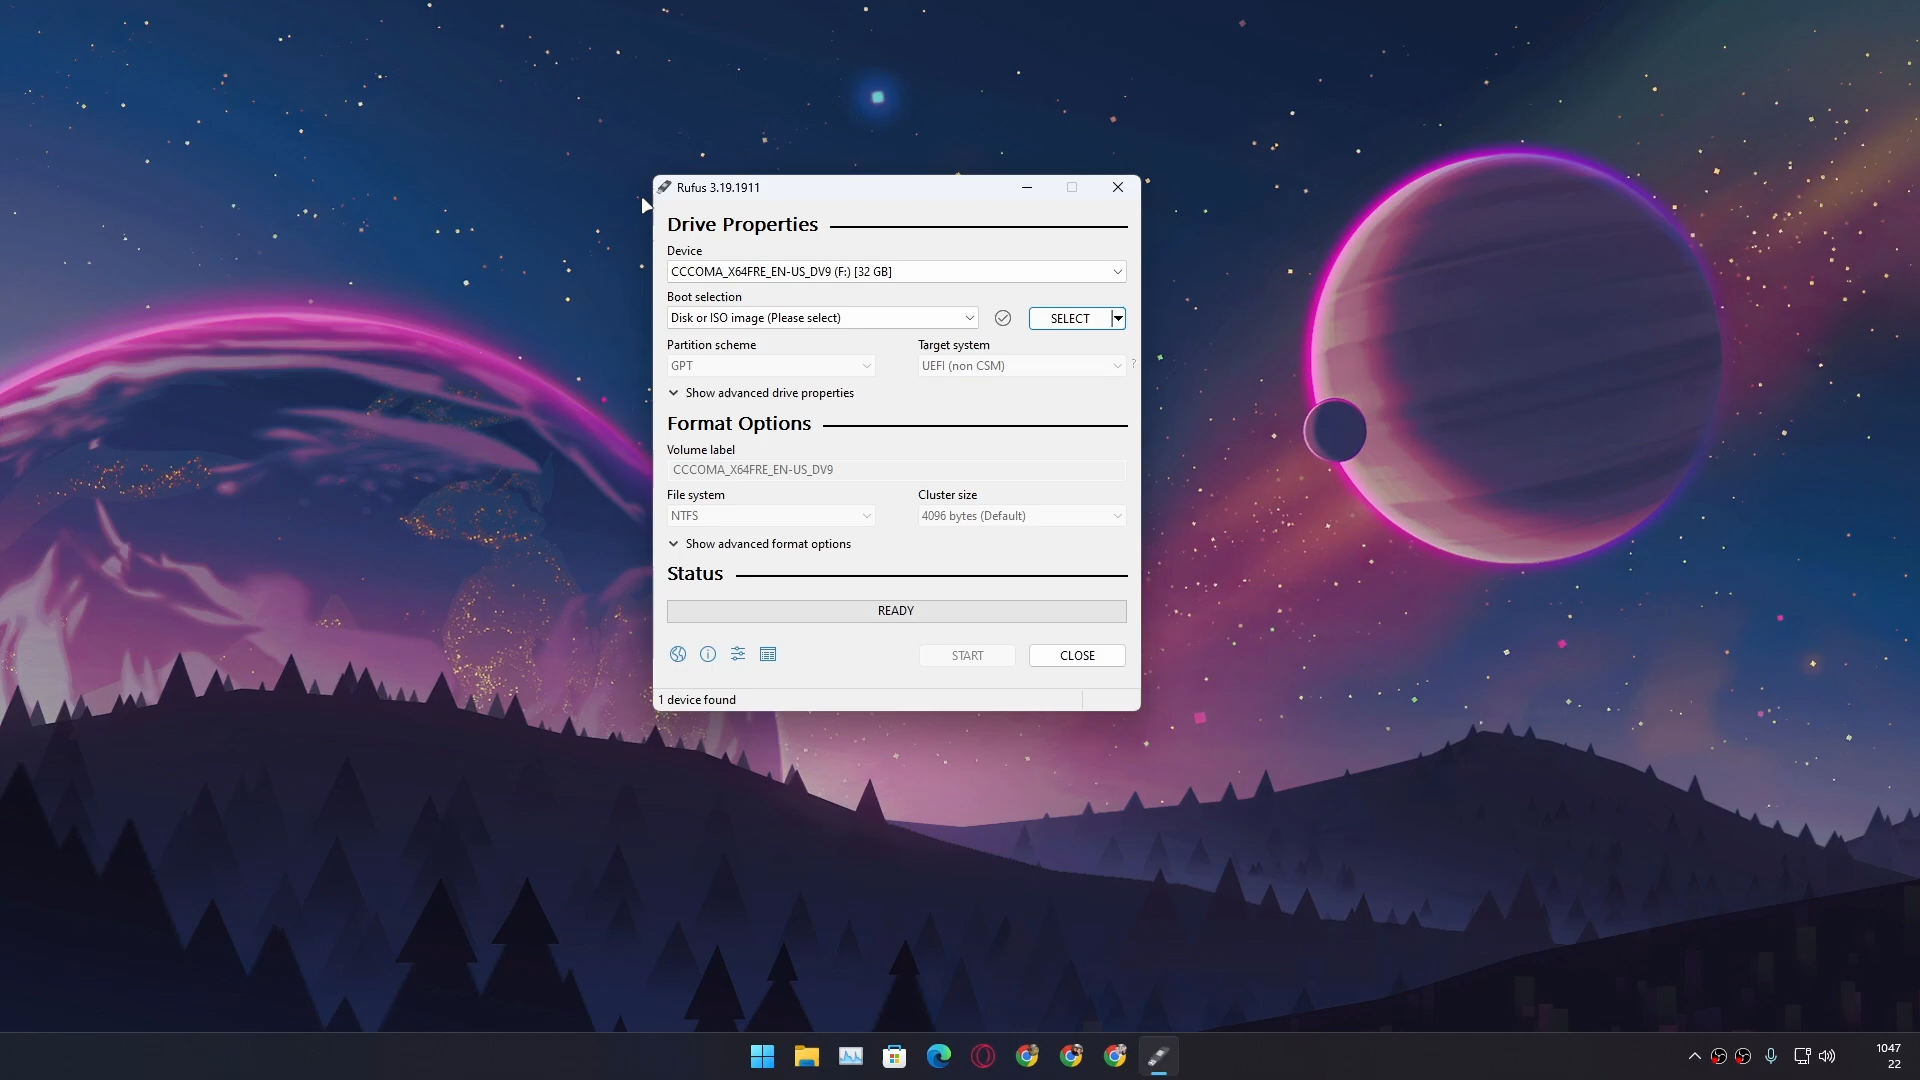 Rufus 3.19.1911
Drive Properties
Device
CCCOMA_X64FRE_EN-US_DV9 (F:) [32 GB]
Boot selection
Disk or ISO image (Please select)
SELECT
Partition scheme
Target system
GPT
UEFI (non CSM)
?
Show advanced drive properties
Format Options
Volume label
CCCOMA_X64FRE_EN-US_DV9
File system
Cluster size
NTFS
4096 bytes (Default)
Show advanced format options
Status
READY
START
CLOSE
1 device found
1047
22